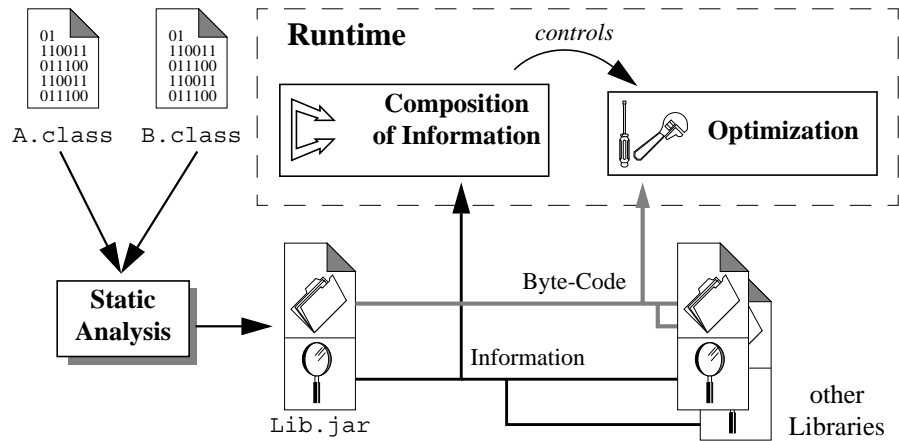 01
110011
011100
110011
011100
A.class
01
110011
011100
110011
011100
B.class
Runtime
controls
Composition
of Information
Optimization
Static
Analysis
Byte-Code
Information
Lib.jar
other
Libraries